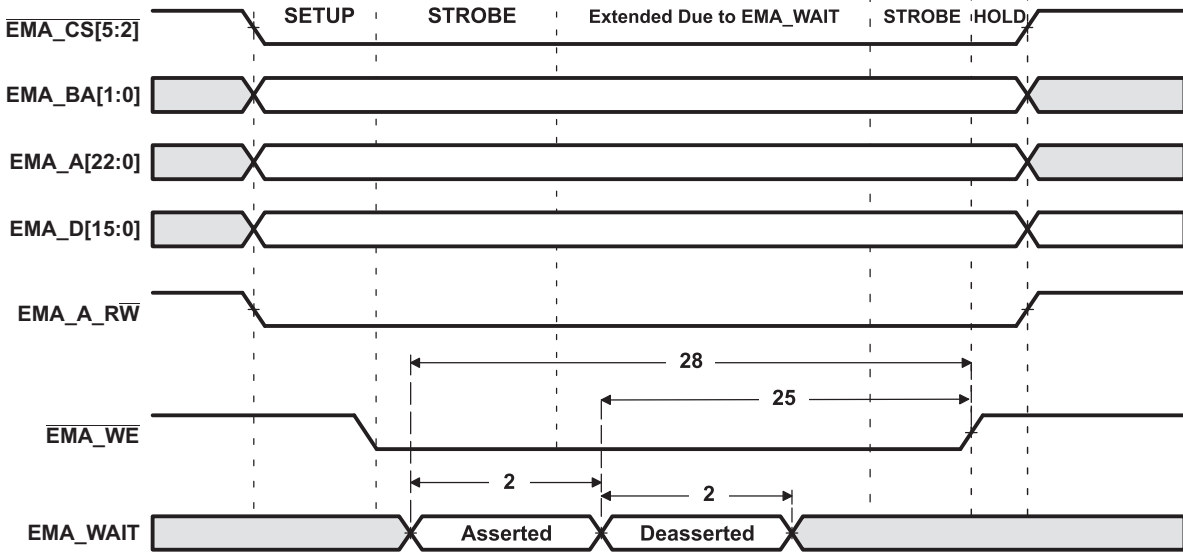 SETUP STROBE Extended Due to EMA_WAIT STROBE HOLD
EMA_CS[5:2]
EMA_BA[1:0]
EMA_A[22:0]
EMA_D[15:0]
EMA_A_RW
28
25
EMA_WE
2
2
EMA_WAIT Asserted Deasserted